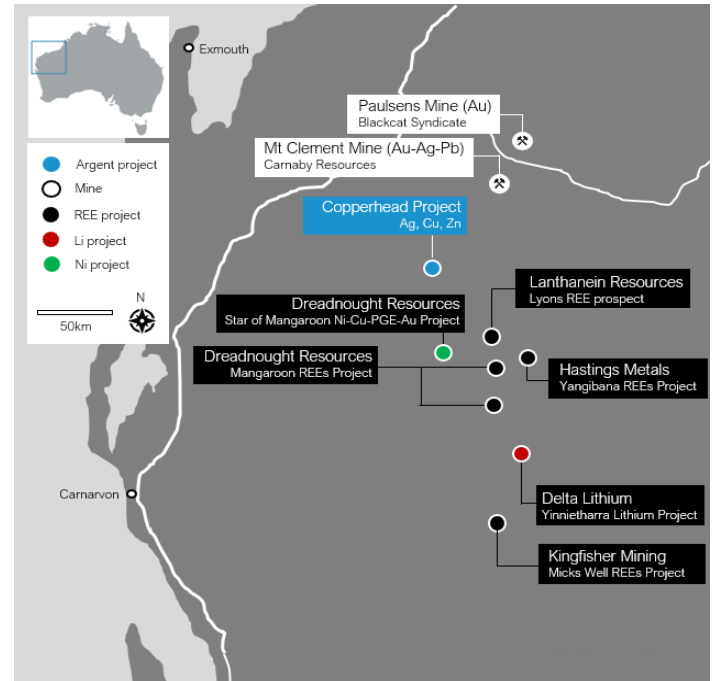 Exmouth
Paulsens Mine (Au)
Blackcat Syndicate
Mt Clement Mine (Au-Ag-Pb)
Carnaby Resources
Argent project
Mine
REE project
Li project
Ni project
50km
N
Copperhead Project
Ag, Cu, Zn
Lanthanein Resources
Lyons REE prospect
Dreadnought Resources
Star of Mangaroon Ni-Cu-PGE-Au Project
Dreadnought Resources
Mangaroon REEs Project
Hastings Metals
Yangibana REEs Project
Carnarvon
Delta Lithium
Yinnietharra Lithium Project
Kingfisher Mining
Micks Well REEs Project